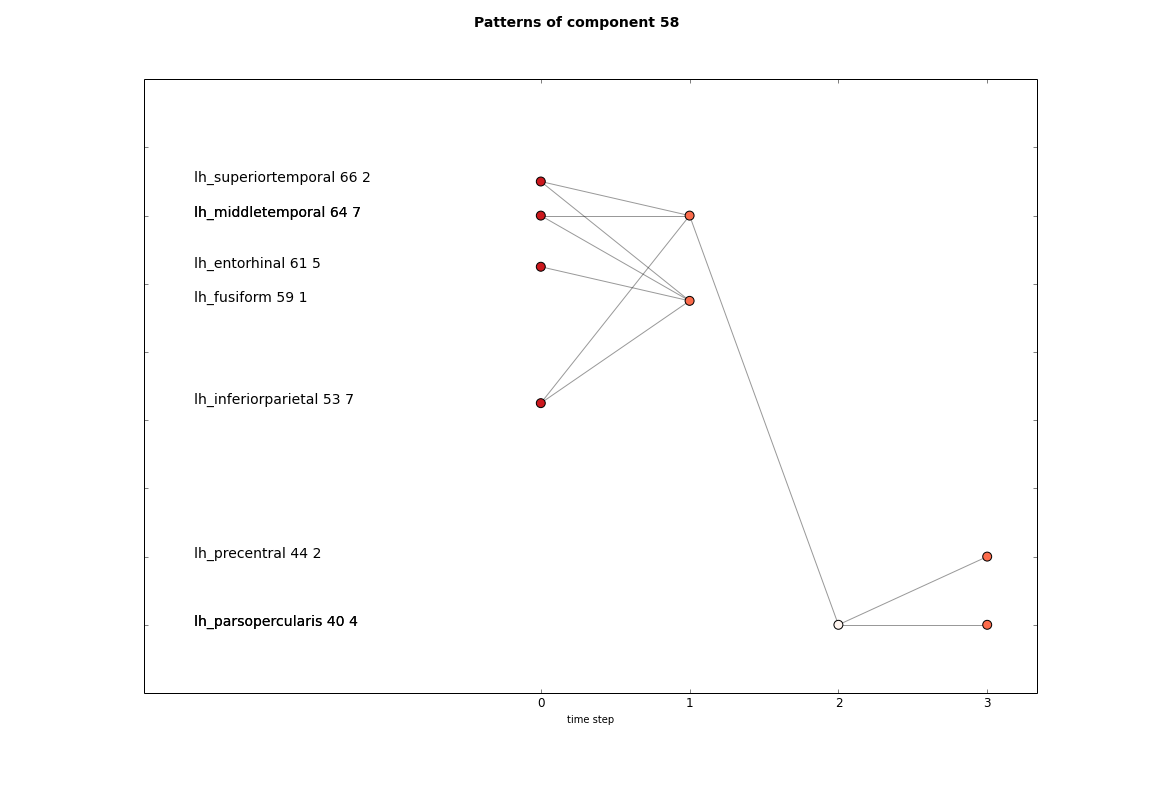 Patterns of component 58
lh_superiortemporal 66 2
lh_middletemporal 64 7
lh_entorhinal 61 5
lh_fusiform 59 1
lh_inferiorparietal 53 7
lh_precentral 44 2
lh_parsopercularis 40 4
0 1 2 3
time step